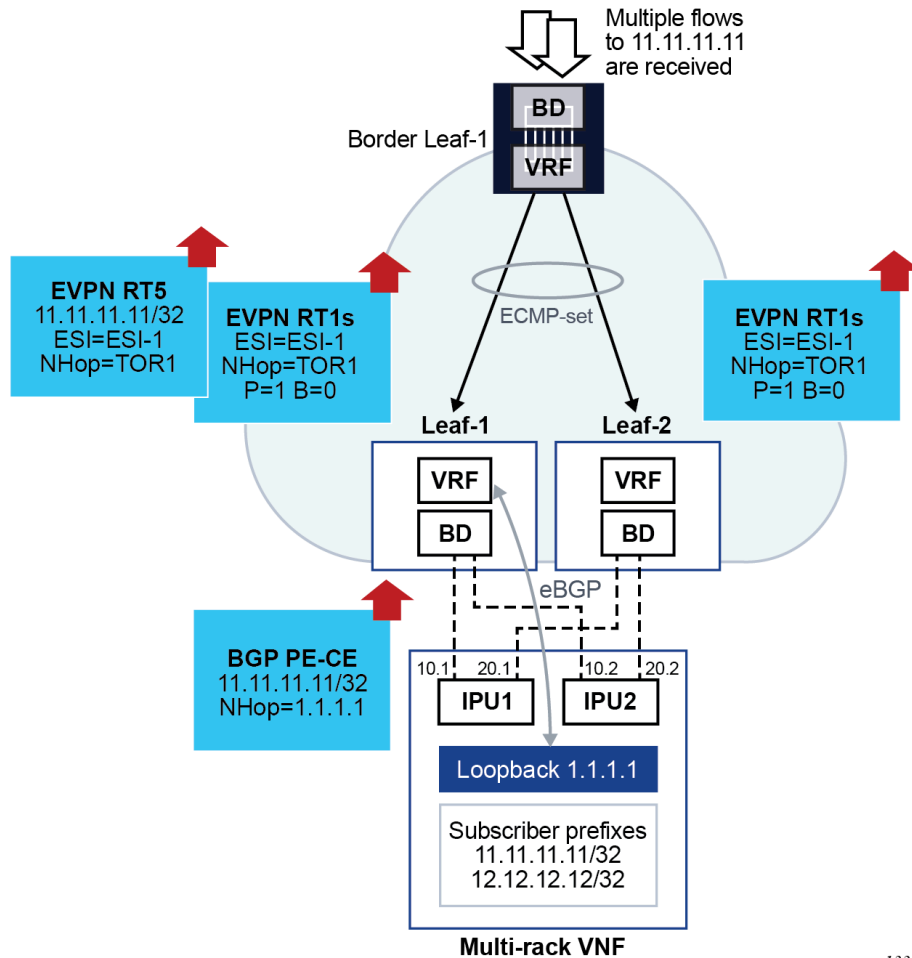 Multiple flows
to 11.11.11.11
are received
BD
Border Leaf-1
VRF
EVPN RT5
11.11.11.11/32
ESI=ESI-1
NHop=TOR1
EVPN RT1s
ESI=ESI-1
NHop=TOR1
P=1 B=0
ECMP-set
EVPN RT1s
ESI=ESI-1
NHop=TOR1
P=1 B=0
Leaf-1
Leaf-2
VRF
VRF
BD
BD
eBGP
BGP PE-CE
11.11.11.11/32
NHop=1.1.1.1
10.1
20.1
10.2
20.2
IPU1
IPU2
Loopback 1.1.1.1
Subscriber prefixes
11.11.11.11/32
12.12.12.12/32
Multi-rack VNF